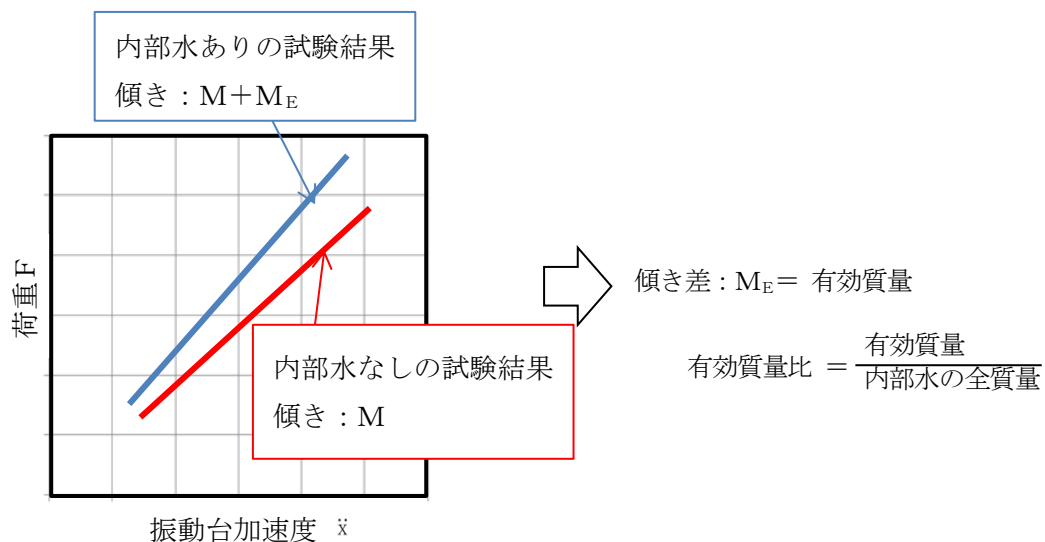 内部水ありの試験結果
傾き：M＋M_E
荷重F
内部水なしの試験結果
傾き：M
振動台加速度 ẍ
傾き差：M_E＝ 有効質量
有効質量比 ＝ 有効質量
内部水の全質量